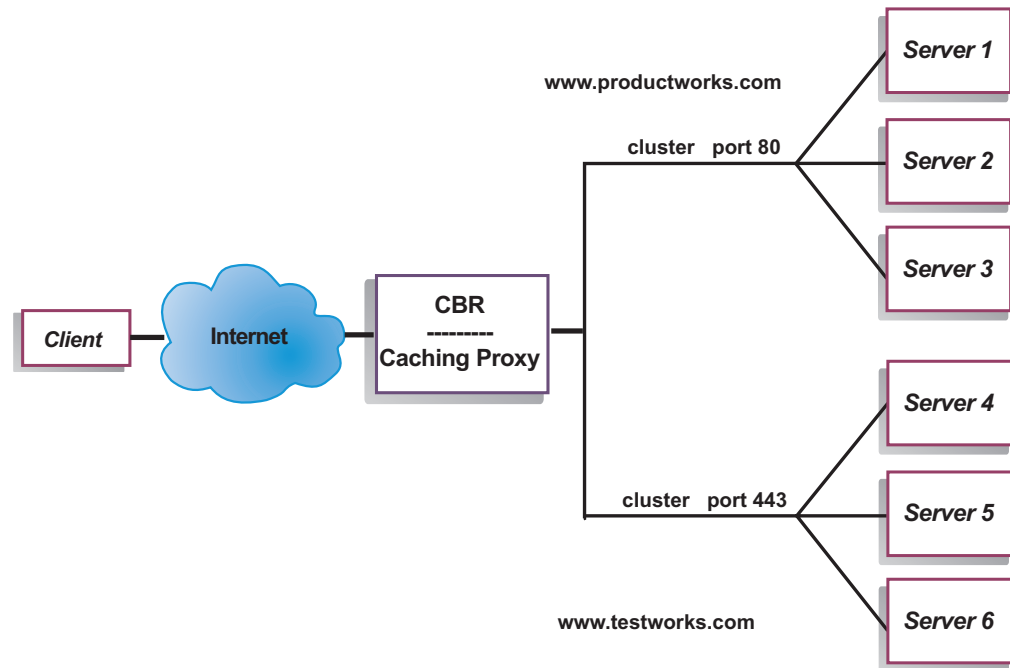 Client
Internet
CBR
---------
Caching Proxy
www.productworks.com
cluster port 80
Server 1
Server 2
Server 3
cluster port 443
www.testworks.com
Server 4
Server 5
Server 6